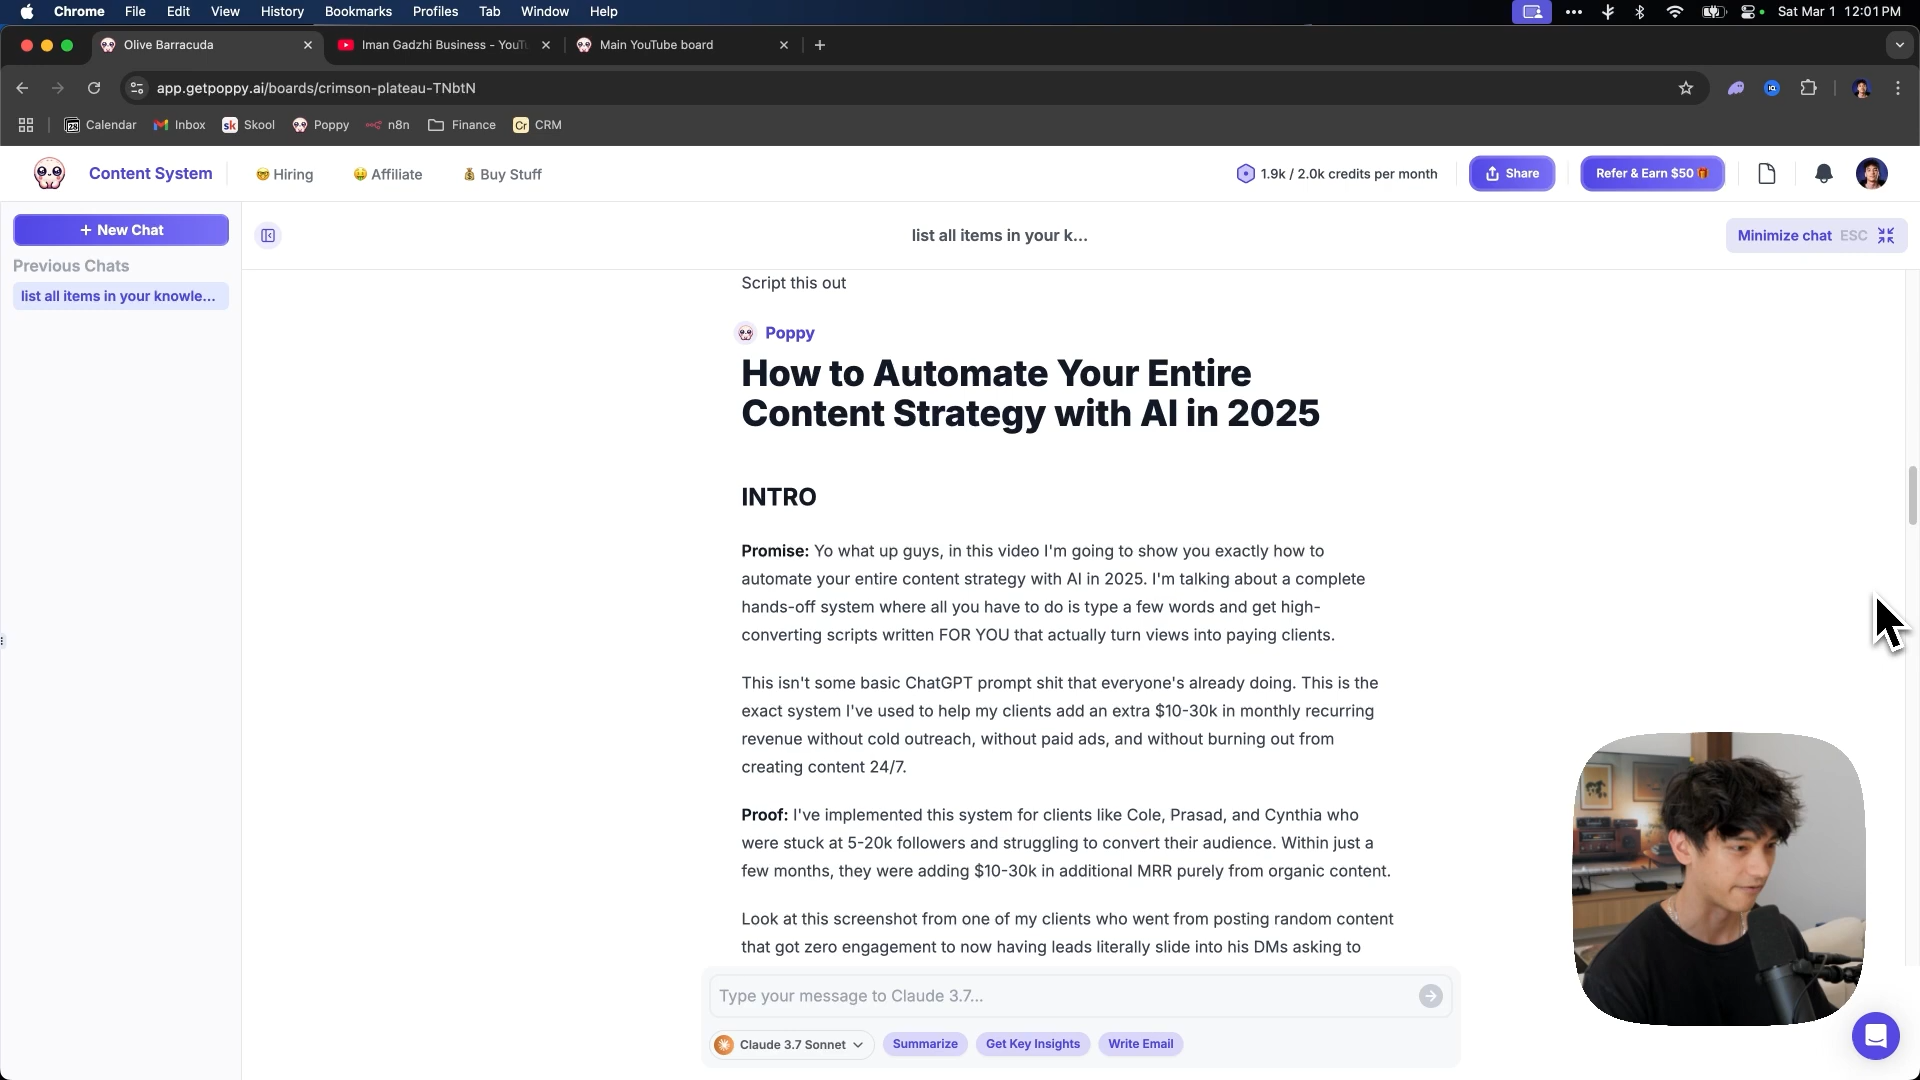 Chrome File Edit View History Bookmarks Profiles Tab Window Help
Sat Mar 1 12:01 PM
Olive Barracuda
Iman Gadzhi Business - YouTu
Main YouTube board
app.getpoppy.ai/boards/crimson-plateau-TNbtN
Calendar Inbox sk Skool Poppy n8n Finance Cr CRM
Content System 🤓 Hiring 🤑 Affiliate 💰 Buy Stuff
1.9k / 2.0k credits per month Share Refer & Earn $50 🎁
+ New Chat
list all items in your k...
Minimize chat ESC
Previous Chats
list all items in your knowle...
Script this out
Poppy
How to Automate Your Entire
Content Strategy with AI in 2025
INTRO
Promise: Yo what up guys, in this video I'm going to show you exactly how to
automate your entire content strategy with AI in 2025. I'm talking about a complete
hands-off system where all you have to do is type a few words and get high-
converting scripts written FOR YOU that actually turn views into paying clients.
This isn't some basic ChatGPT prompt shit that everyone's already doing. This is the
exact system I've used to help my clients add an extra $10-30k in monthly recurring
revenue without cold outreach, without paid ads, and without burning out from
creating content 24/7.
Proof: I've implemented this system for clients like Cole, Prasad, and Cynthia who
were stuck at 5-20k followers and struggling to convert their audience. Within just a
few months, they were adding $10-30k in additional MRR purely from organic content.
Look at this screenshot from one of my clients who went from posting random content
that got zero engagement to now having leads literally slide into his DMs asking to
Type your message to Claude 3.7...
Claude 3.7 Sonnet Summarize Get Key Insights Write Email